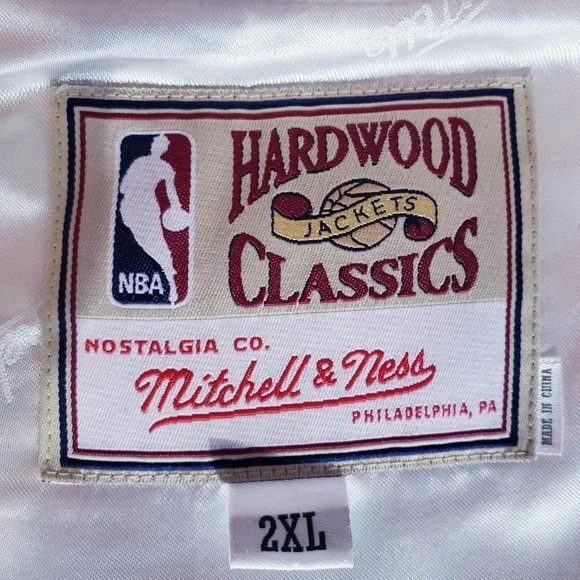 HARDWOOD
JACKETS
CLASSICS
NBA
NOSTALGIA CO.
Mitchell & Ness
PHILADELPHIA, PA
MADE IN CHINA
2XL